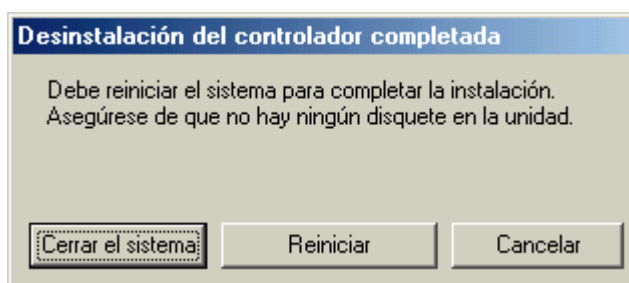 Desinstalación del controlador completada
Debe reiniciar el sistema para completar la instalación.
Asegúrese de que no hay ningún disquete en la unidad.
Cerrar el sistema Reiniciar Cancelar